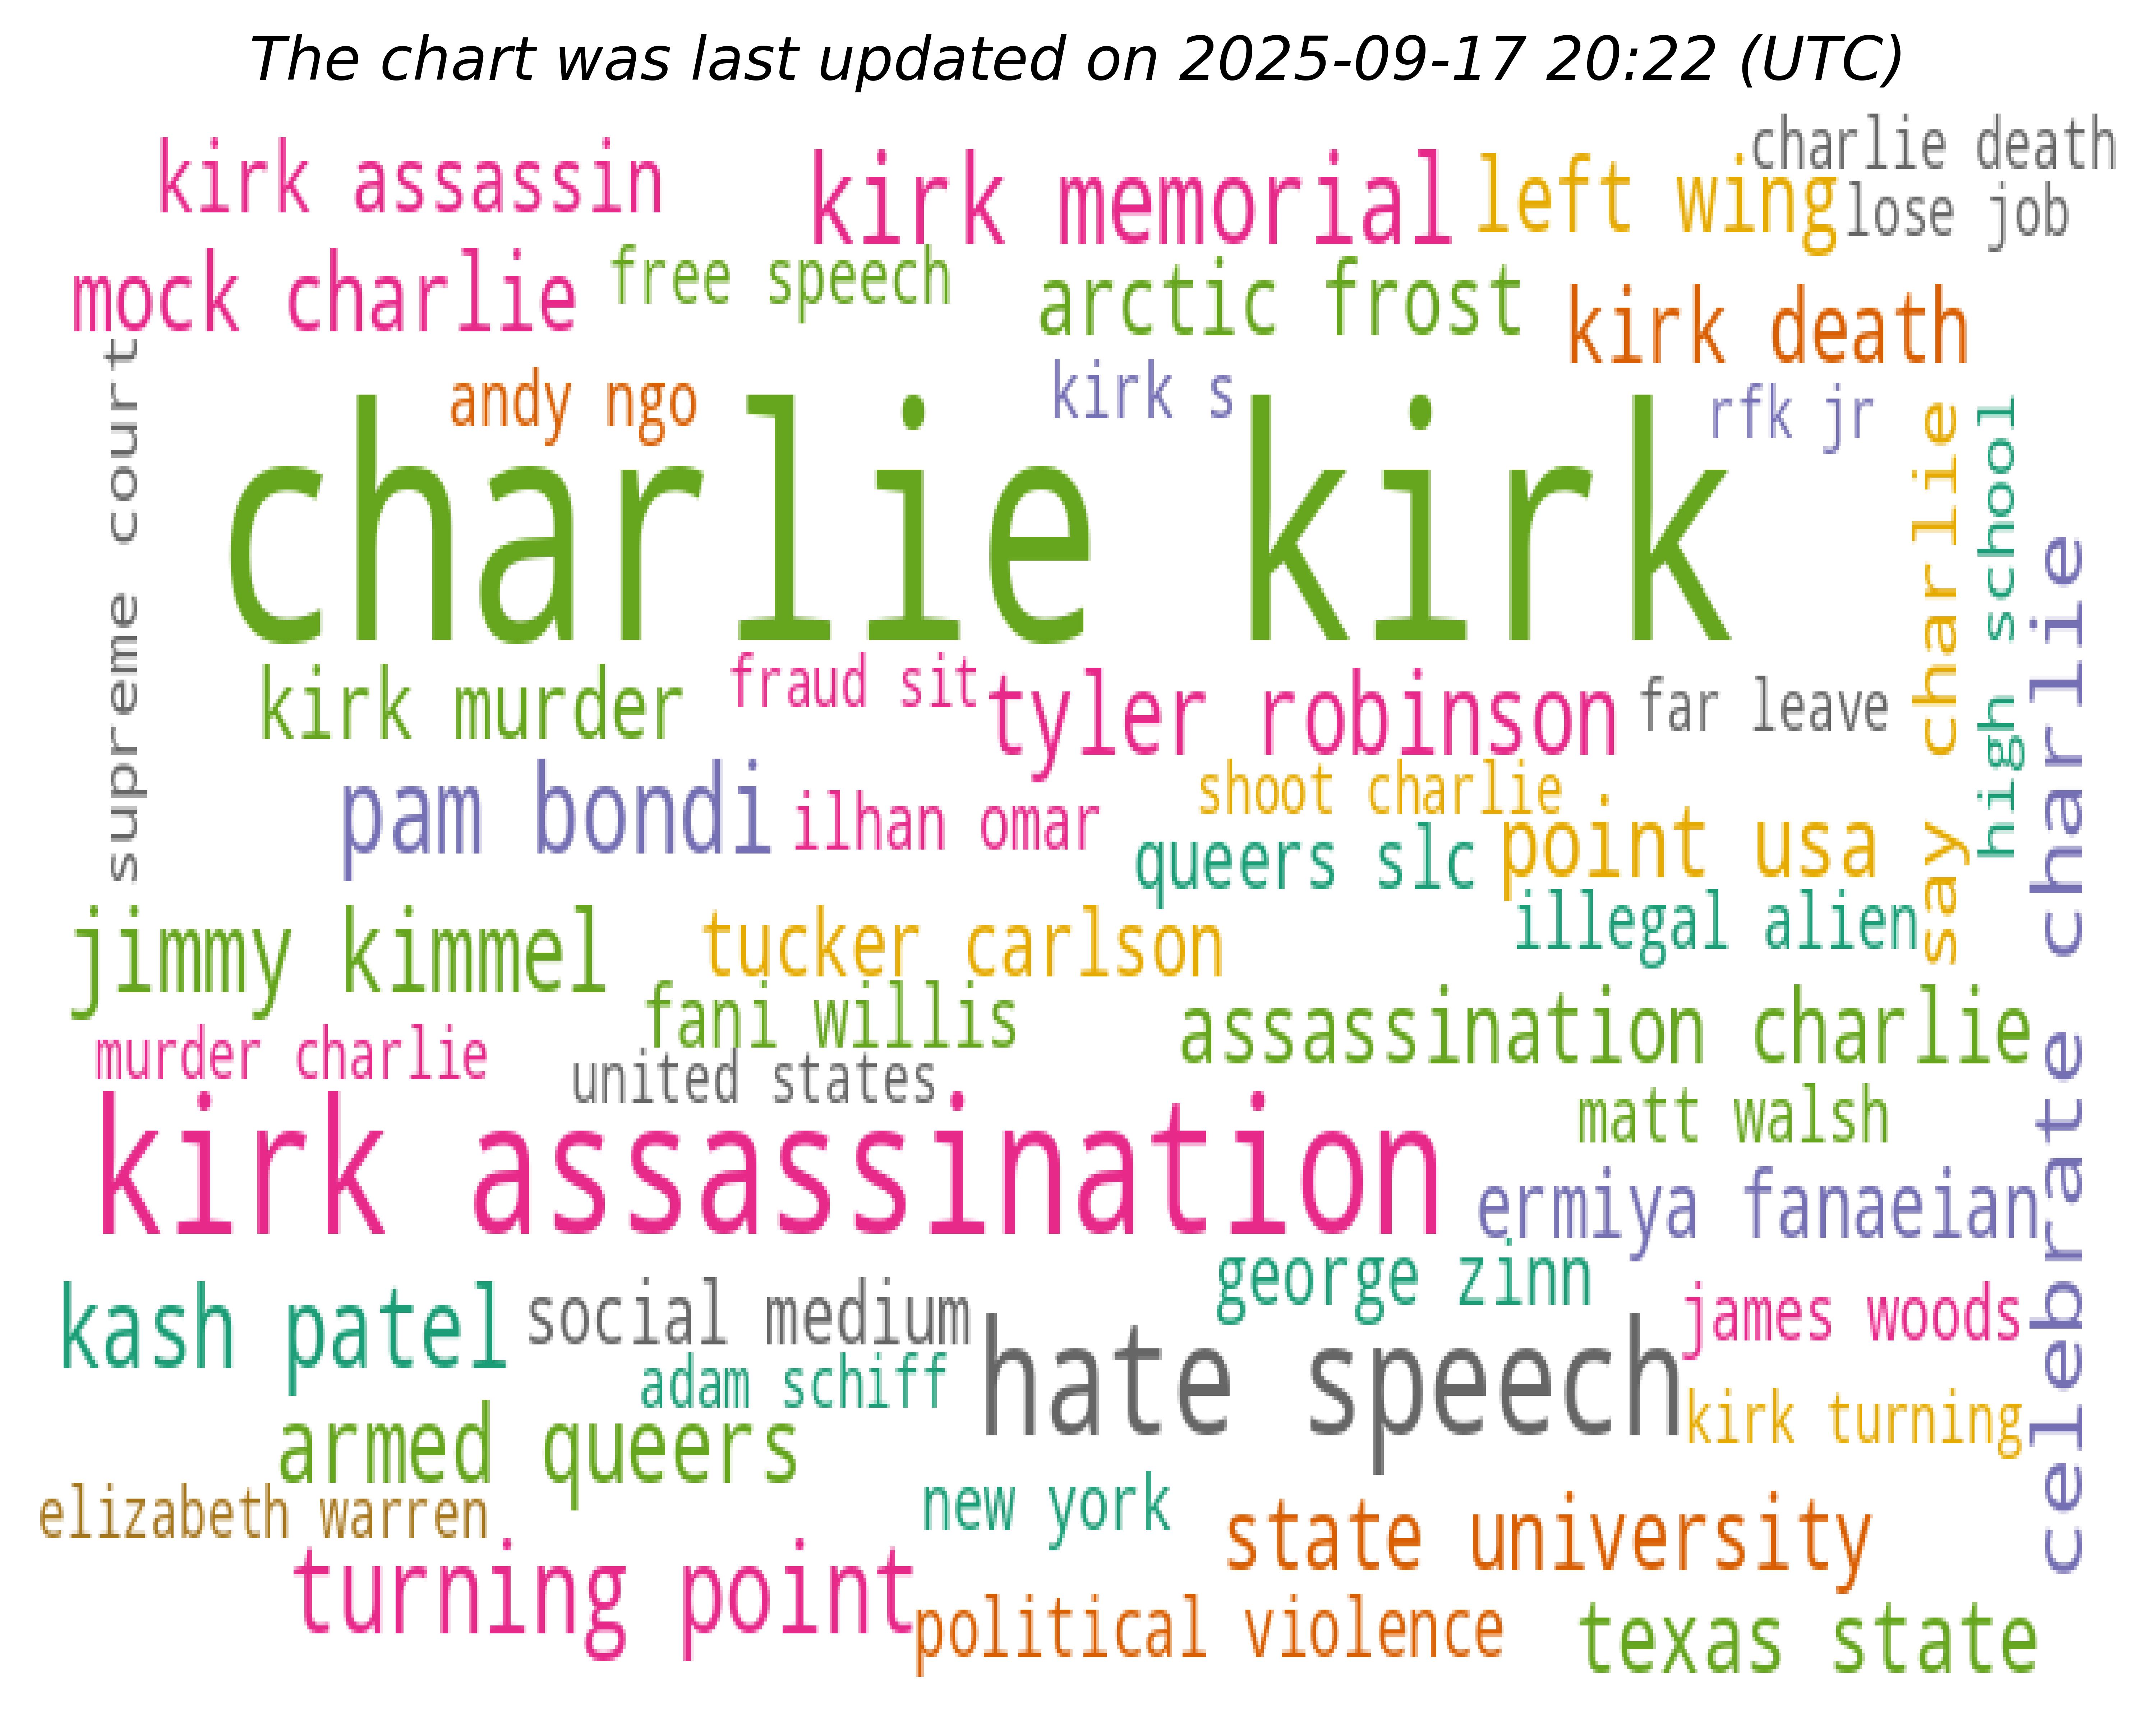 The chart was last updated on 2025-09-17 20:22 (UTC)
charlie death
kirk assassin
kirk memorial
left wing
lose job
mock charlie
free speech
arctic frost
kirk death
supreme court
andy ngo
kirk s
rfk jr
charlie kirk
say charlie
high school
celebrate charlie
kirk murder
fraud sit
tyler robinson
far leave
pam bondi
ilhan omar
shoot charlie
queers slc
point usa
jimmy kimmel
tucker carlson
illegal alien
fani willis
assassination charlie
murder charlie
united states
kirk assassination
matt walsh
ermiya fanaeian
george zinn
kash patel
social medium
james woods
adam schiff
hate speech
kirk turning
armed queers
elizabeth warren
new york
state university
turning point
political violence
texas state